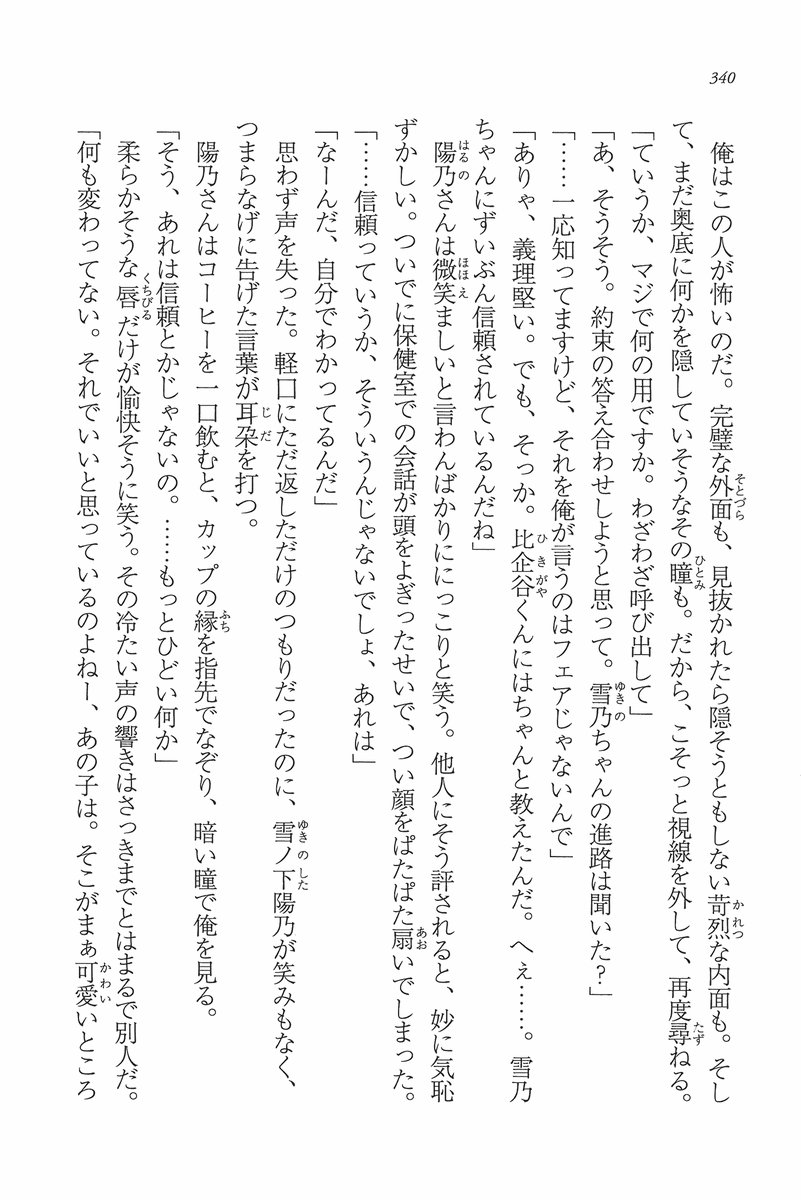 340
俺はこの人が怖いのだ。完璧な外面も、見抜かれたら隠そうともしない苛烈な内面も。そし
て、まだ奥底に何かを隠していそうなその瞳も。だから、こそっと視線を外して、再度尋ねる。
「ていうか、マジで何の用ですか。わざわざ呼び出して」
「あ、そうそう。約束の答え合わせしようと思って。雪乃ちゃんの進路は聞いた?」
「……一応知ってますけど、それを俺が言うのはフェアじゃないんで」
「ありゃ、義理堅い。でも、そっか。比企谷くんにはちゃんと教えたんだ。へぇ……。雪乃
ちゃんにずいぶん信頼されているんだね」
陽乃さんは微笑ましいと言わんばかりににっこりと笑う。他人にそう評されると、妙に気恥
ずかしい。ついでに保健室での会話が頭をよぎったせいで、つい顔をぱたぱた扇いでしまった。
「……信頼っていうか、そういうんじゃないでしょ、あれは」
「なーんだ、自分でわかってるんだ」
思わず声を失った。軽口にただ返しただけのつもりだったのに、雪ノ下陽乃が笑みもなく、
つまらなげに告げた言葉が耳朶を打つ。
陽乃さんはコーヒーを一口飲むと、カップの縁を指先でなぞり、暗い瞳で俺を見る。
「そう、あれは信頼とかじゃないの。……もっとひどい何か」
柔らかそうな唇だけが愉快そうに笑う。その冷たい声の響きはさっきまでとはまるで別人だ。
「何も変わってない。それでいいと思っているのよねー、あの子は。そこがまぁ可愛いところ